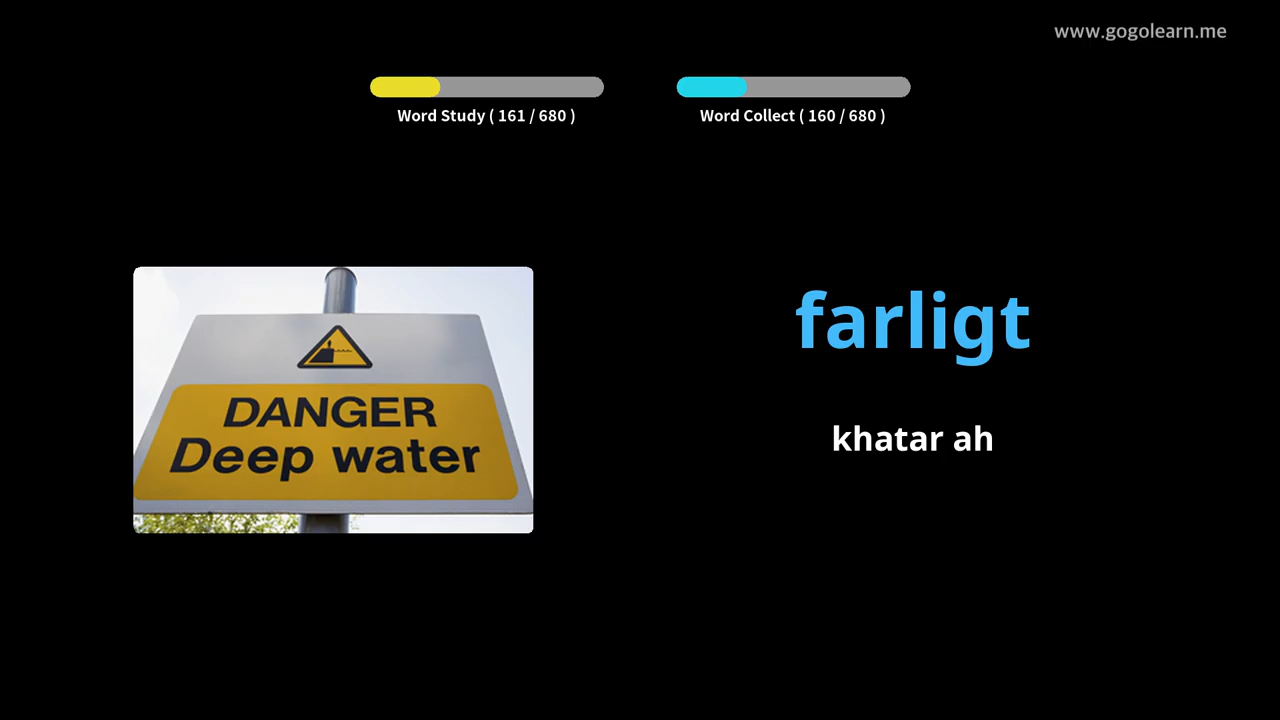 www.gogolearn.me
Word Study ( 161 / 680 )
Word Collect ( 160 / 680 )
DANGER
Deep water
farligt
khatar ah